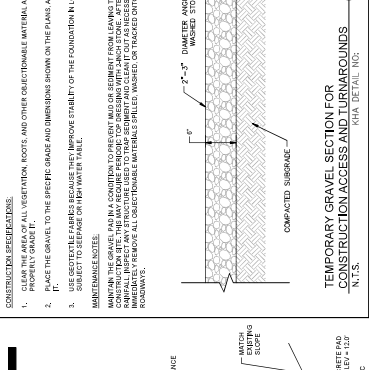 CONSTRUCTION SPECIFICATIONS:
1. CLEAR THE AREA OF ALL VEGETATION, ROOTS, AND OTHER OBJECTIONABLE MATERIAL
PROPERLY GRADE IT.
2. PLACE THE GRAVEL TO THE SPECIFIC GRADE AND DIMENSIONS SHOWN ON THE PLANS,
IT.
3. USE GEOTEXTILE FABRICS BECAUSE THEY IMPROVE STABILITY OF THE FOUNDATION IN
SUBJECT TO SEEPAGE OR HIGH WATER TABLE.
MAINTENANCE NOTES:
MAINTAIN THE GRAVEL PAD IN A CONDITION TO PREVENT MUD OR SEDIMENT FROM LEAVING
CONSTRUCTION SITE. THIS MAY REQUIRE PERIODIC TOP DRESSING WITH 2-INCH STONE.
RAINFALL, INSPECT ANY STRUCTURE USED TO TRAP SEDIMENT AND CLEAN IT OUT AS
IMMEDIATELY REMOVE ALL OBJECTIONABLE MATERIALS SPILLED, WASHED, OR TRACKED
ROADWAYS.
2"-3"
DIAMETER
WASHED
6"
COMPACTED SUBGRADE
TEMPORARY GRAVEL SECTION FOR
CONSTRUCTION ACCESS AND TURNAROUNDS
N.T.S.
KHA DETAIL NO:
MATCH
EXISTING
SLOPE
PAD